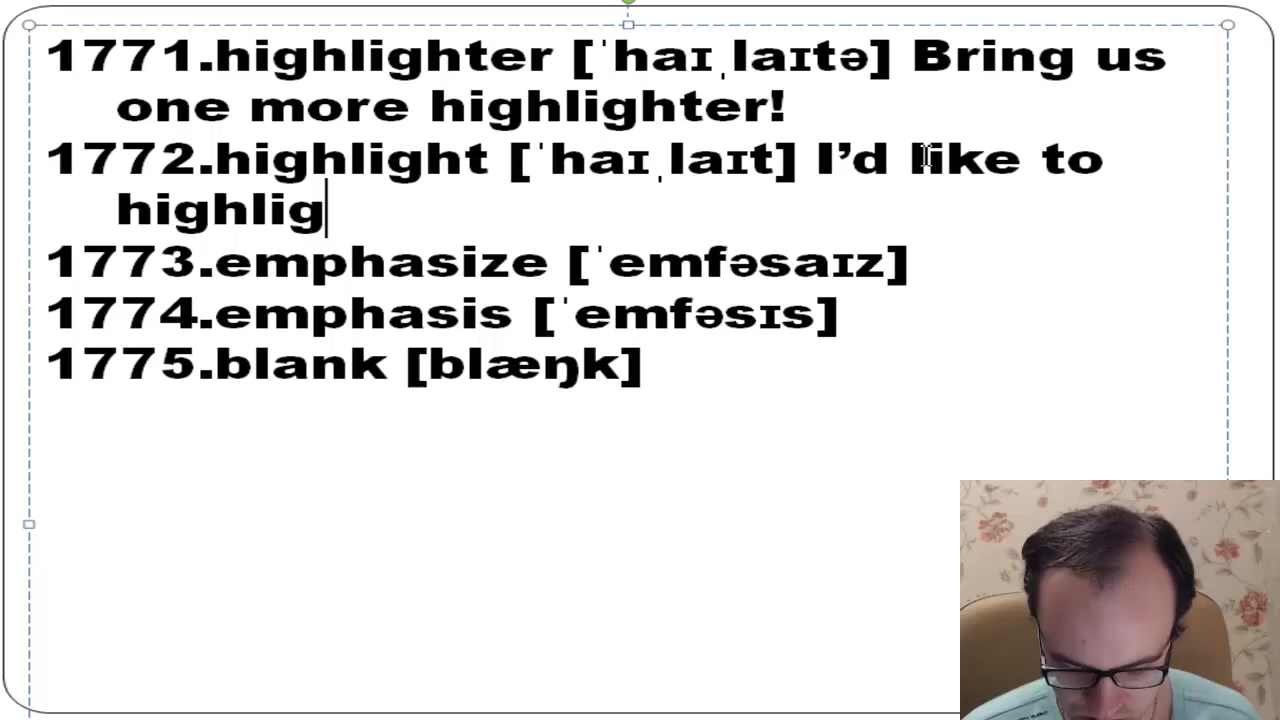 1771.highlighter [ˈhaɪˌlaɪtə] Bring us
one more highlighter!
1772.highlight [ˈhaɪˌlaɪt] I’d like to
highlig
1773.emphasize [ˈemfəsaɪz]
1774.emphasis [ˈemfəsɪs]
1775.blank [blæŋk]